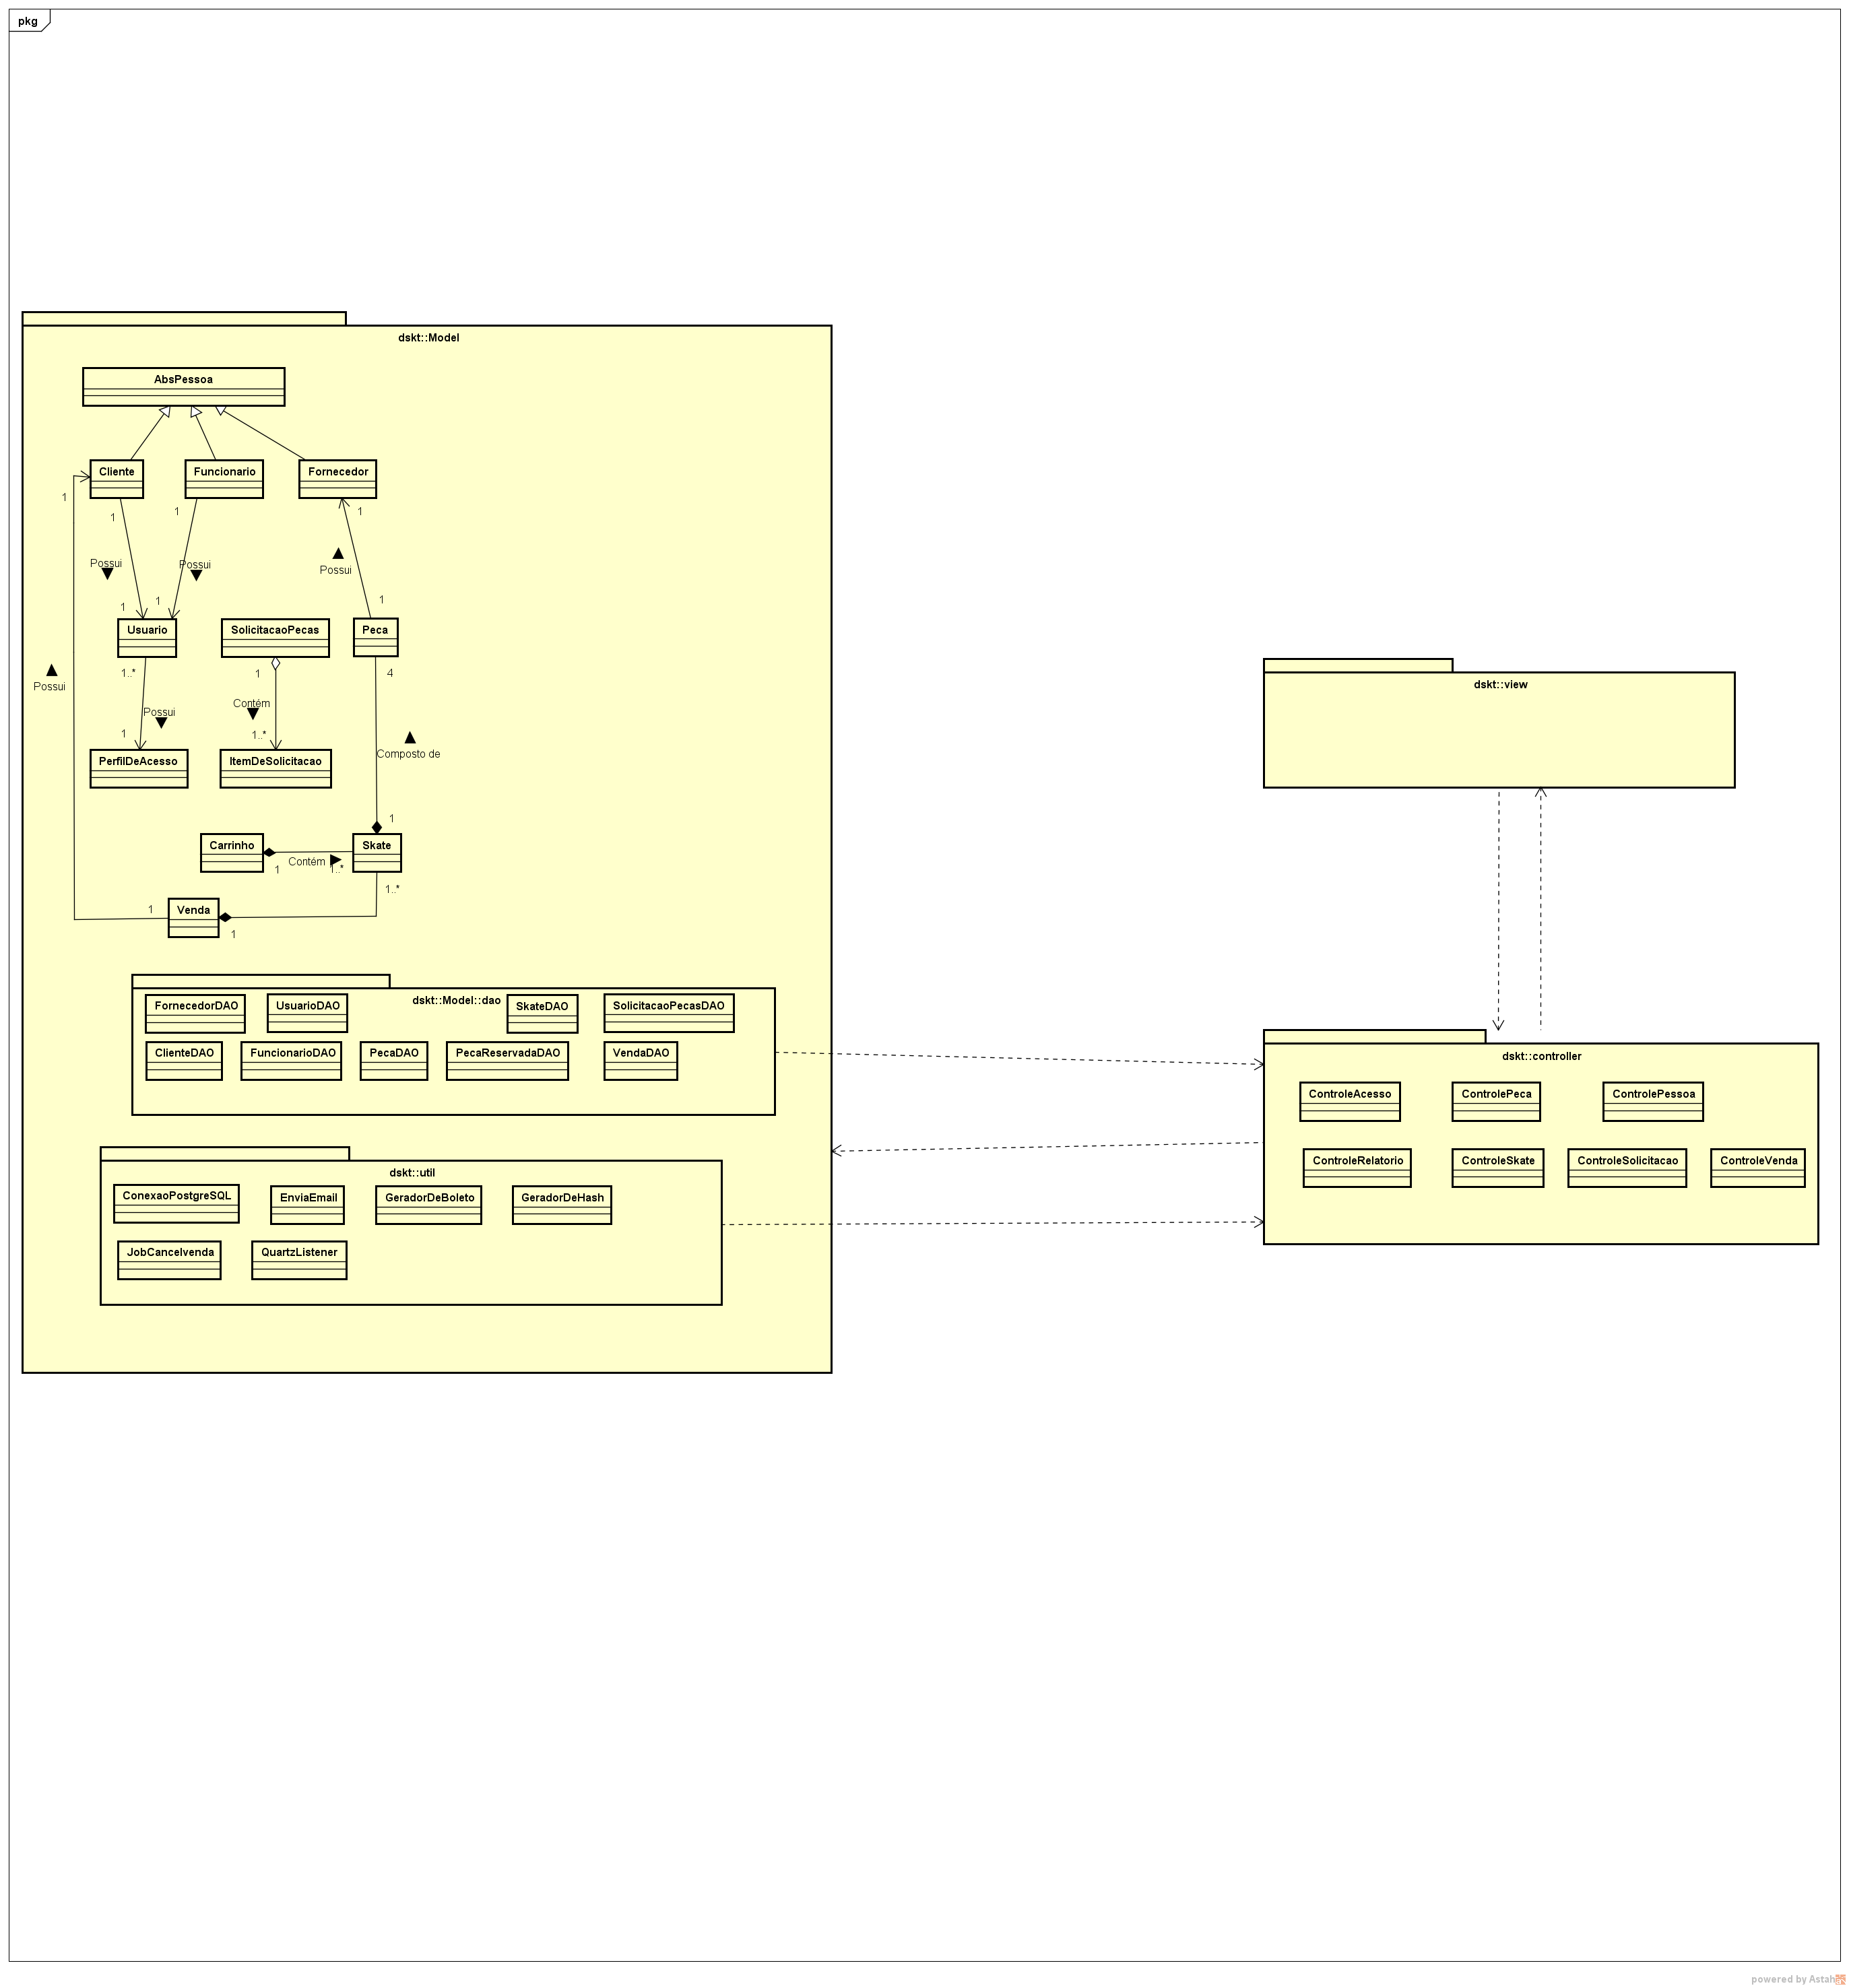 pkg
dskt::Model
AbsPessoa
Cliente
Funcionario
Fornecedor
1
1
1
1
Possui
Possui
Possui
1
1
1
Usuario
SolicitacaoPecas
Peca
1..*
1
4
Possui
Possui
Contém
1
1..*
Composto de
PerfilDeAcesso
ItemDeSolicitacao
1
Carrinho
Skate
1
Contém
1..*
1..*
1
Venda
1
dskt::Model::dao
FornecedorDAO
UsuarioDAO
SkateDAO
SolicitacaoPecasDAO
ClienteDAO
FuncionarioDAO
PecaDAO
PecaReservadaDAO
VendaDAO
dskt::util
ConexaoPostgreSQL
EnviaEmail
GeradorDeBoleto
GeradorDeHash
JobCancelvenda
QuartzListener
dskt::view
dskt::controller
ControleAcesso
ControlePeca
ControlePessoa
ControleRelatorio
ControleSkate
ControleSolicitacao
ControleVenda
powered by Astah